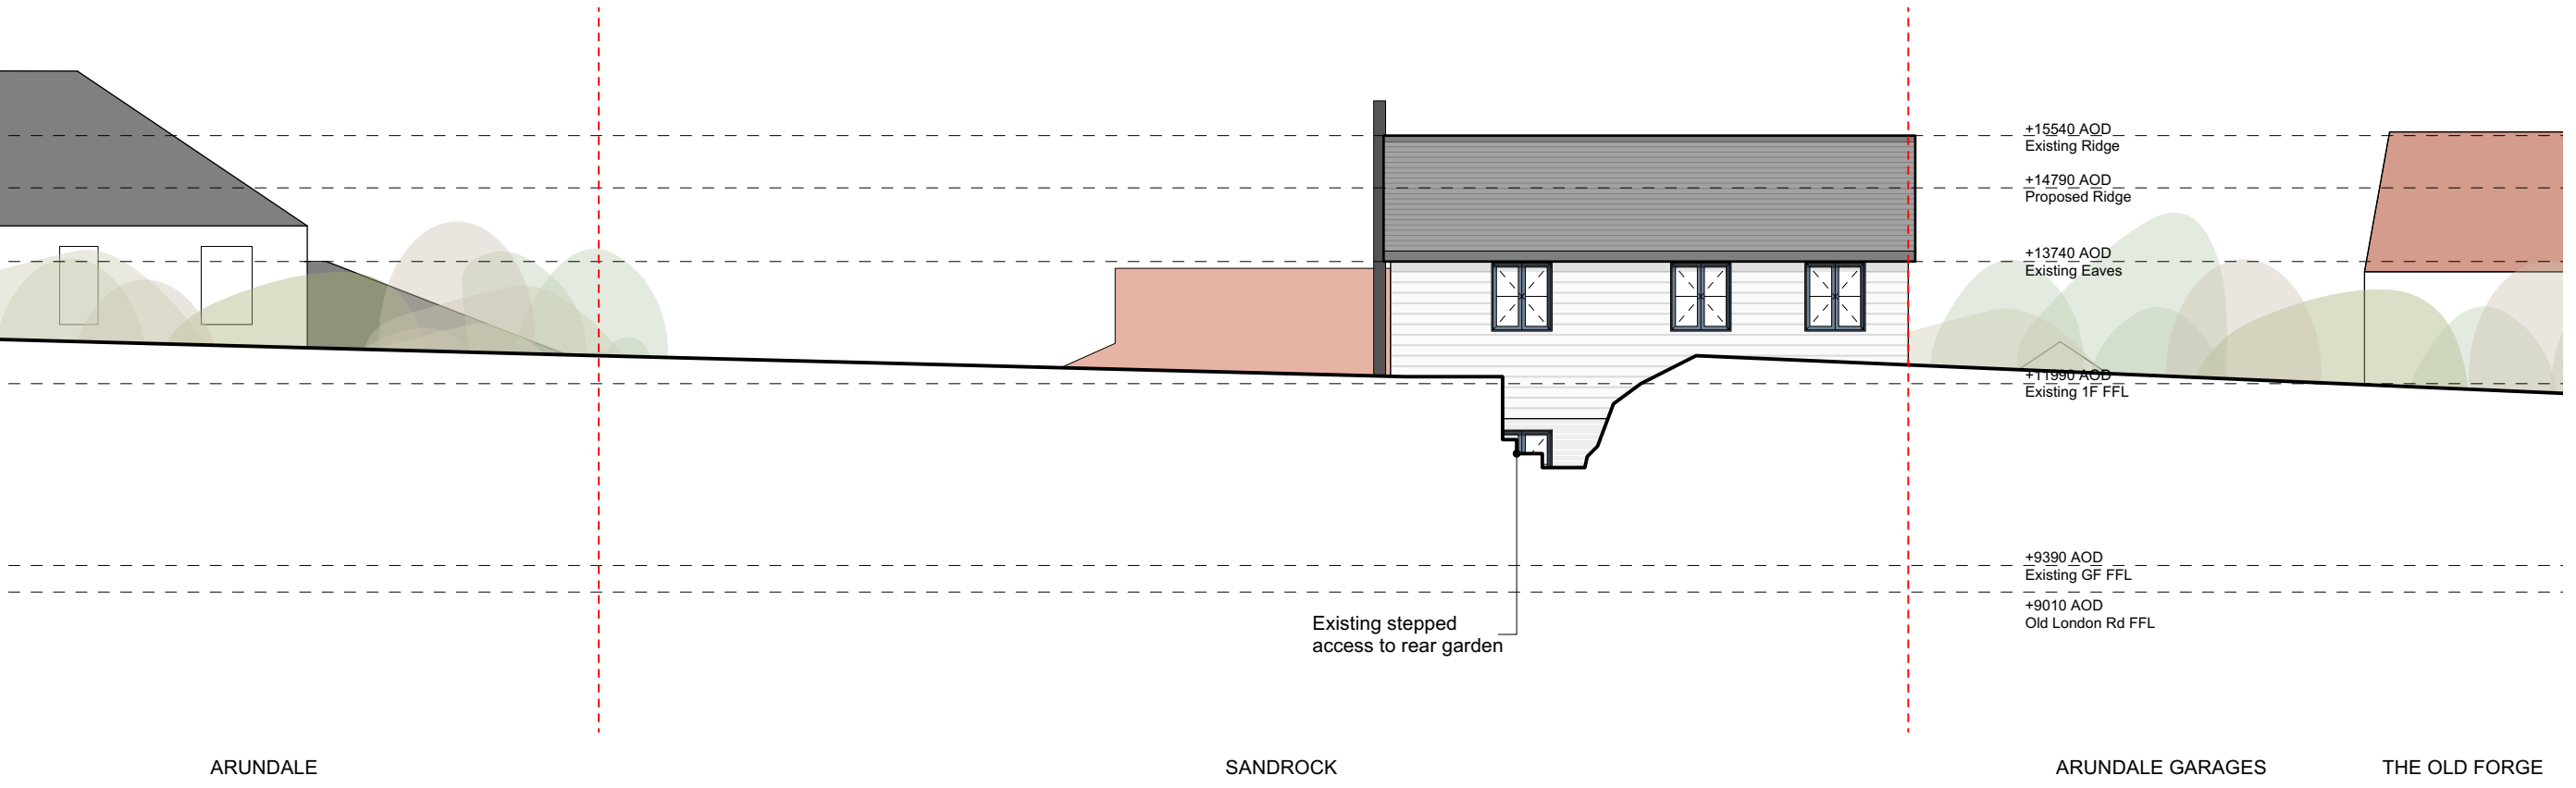 +15540 AOD
Existing Ridge
+14790 AOD
Proposed Ridge
+13740 AOD
Existing Eaves
+11990 AOD
Existing 1F FFL
+9390 AOD
Existing GF FFL
+9010 AOD
Old London Rd FFL
Existing stepped
access to rear garden
ARUNDALE
SANDROCK
ARUNDALE GARAGES
THE OLD FORGE